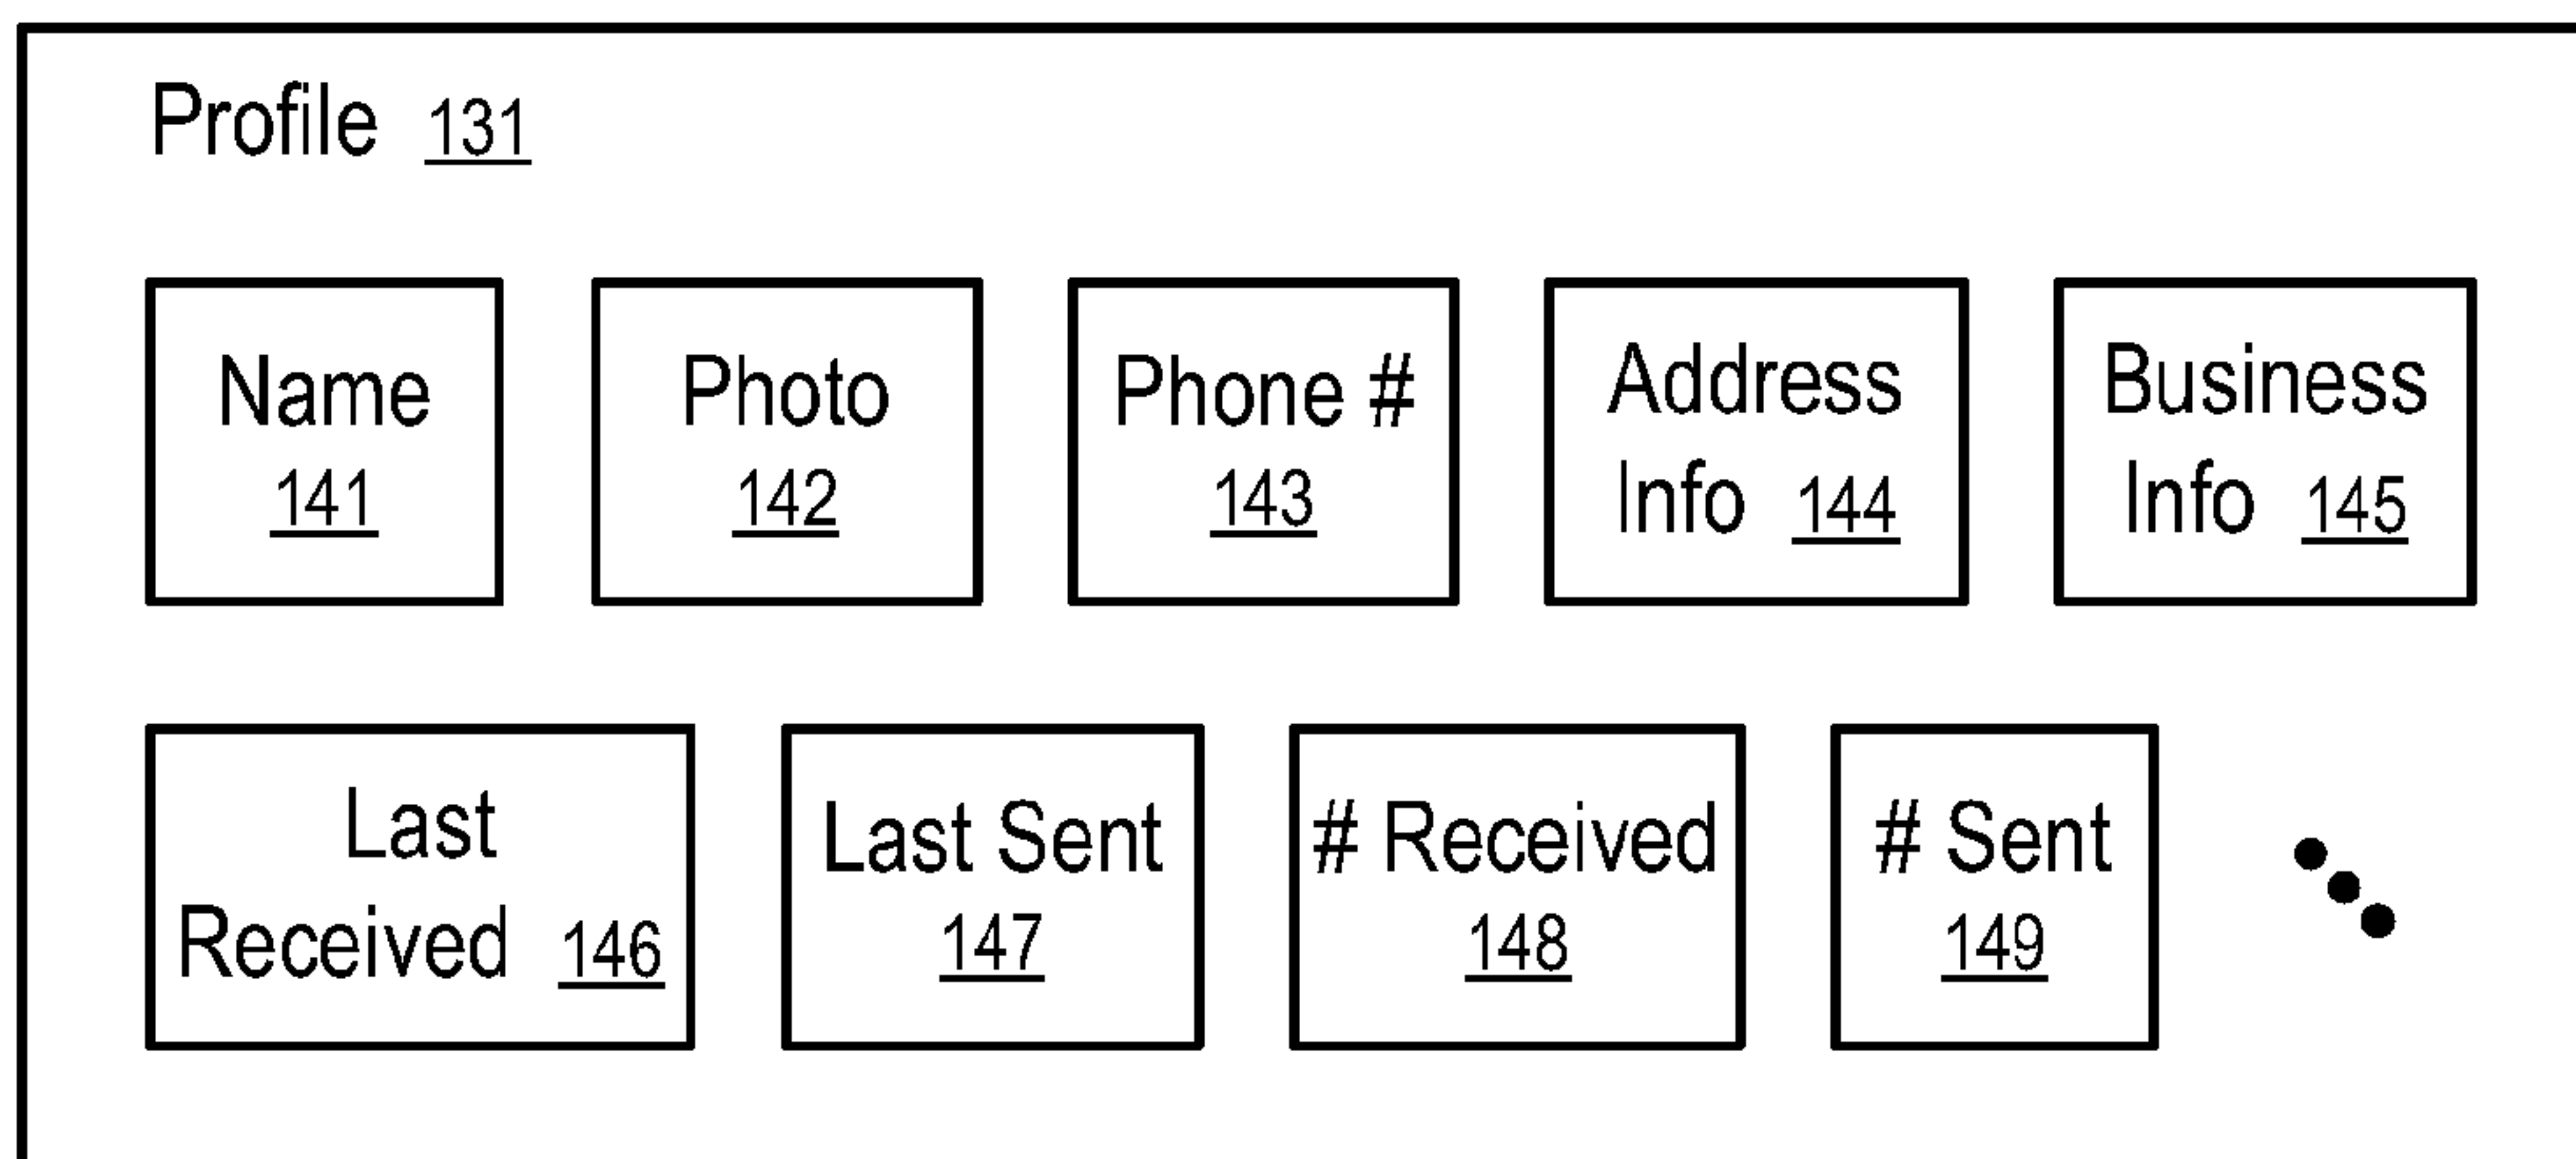 Profile 131
Name
141
Photo
142
Phone #
143
Address
Info 144
Business
Info 145
Last
Received 146
Last Sent
147
# Received
148
# Sent
149